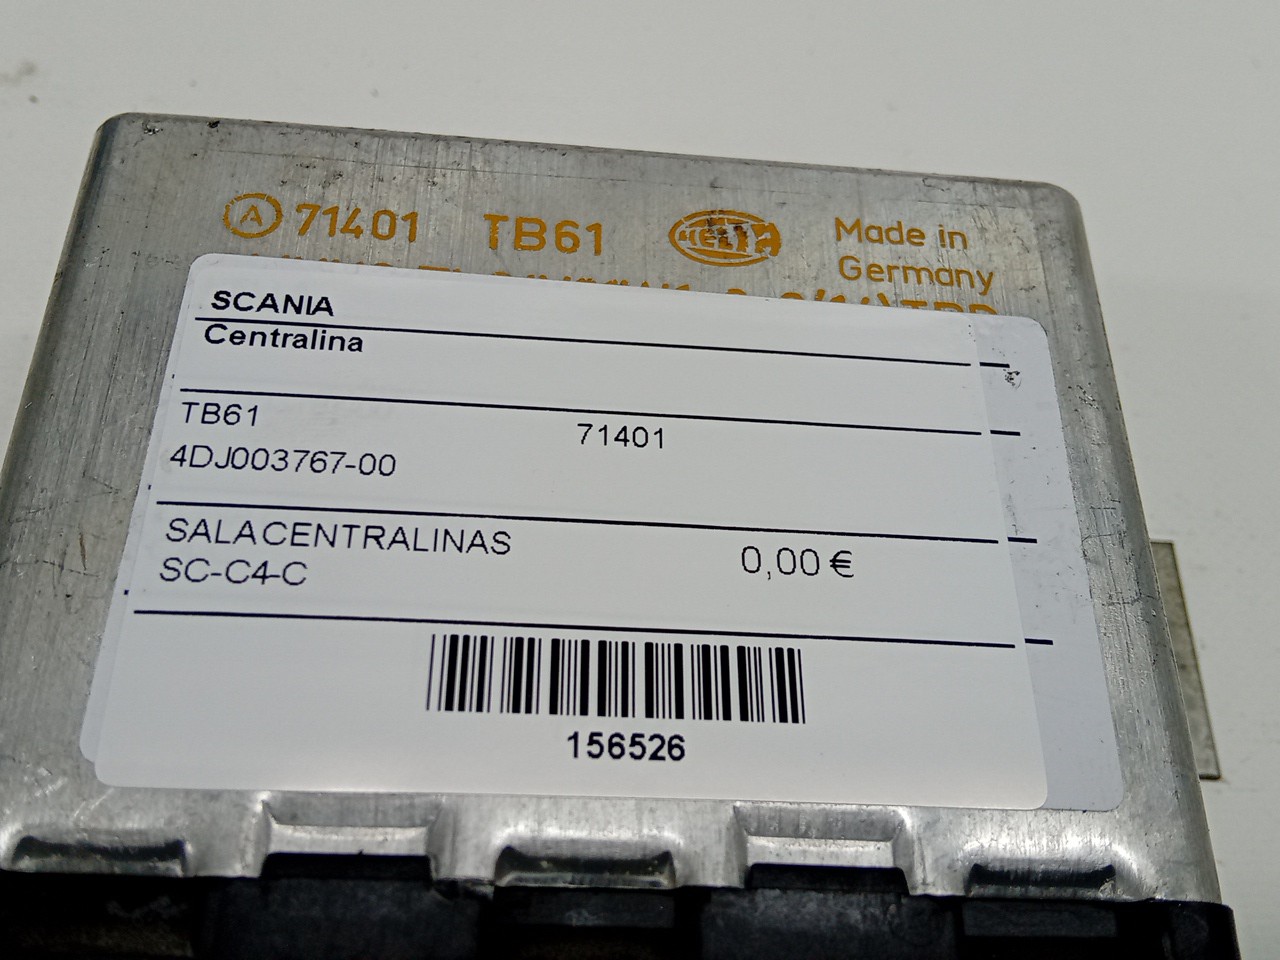 A 71401 TB61 HELLA Made in
Germany
SCANIA
Centralina
TB61 71401
4DJ003767-00
SALACENTRALINAS 0,00 €
SC-C4-C
156526